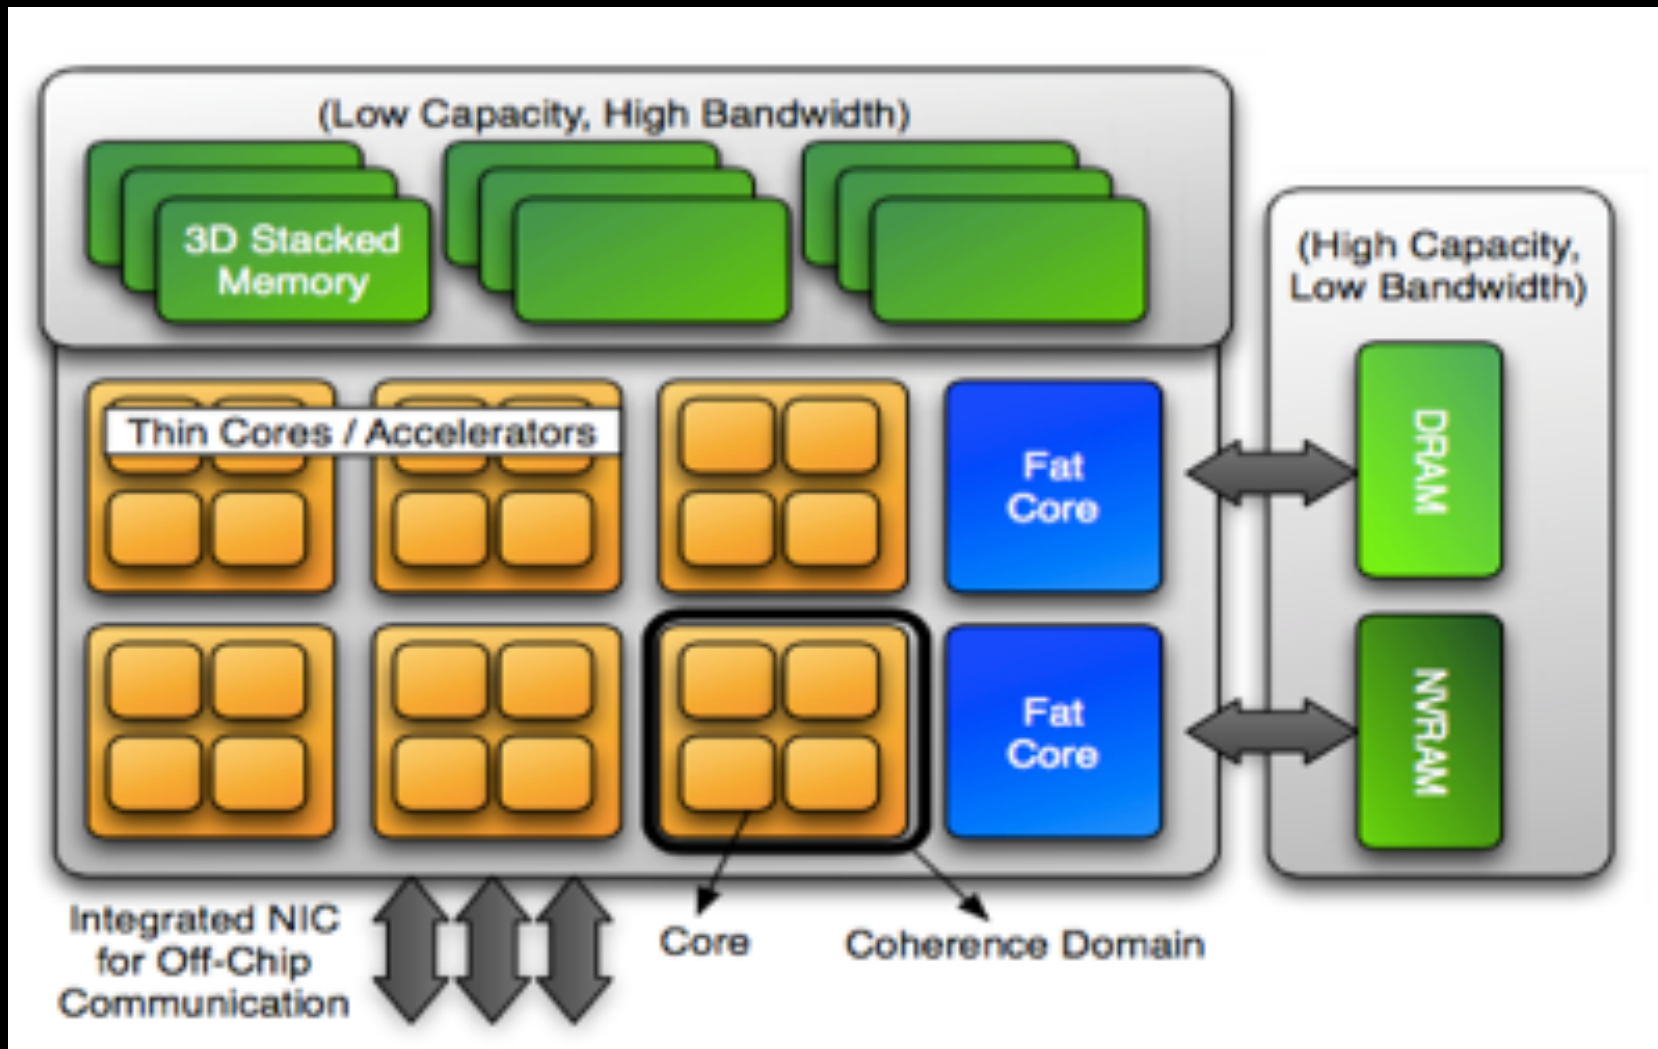 (Low Capacity, High Bandwidth)
3D Stacked
Memory
(High Capacity,
Low Bandwidth)
Thin Cores / Accelerators
Fat
Core
DRAM
Fat
Core
NVRAM
Integrated NIC
for Off-Chip
Communication
Core
Coherence Domain